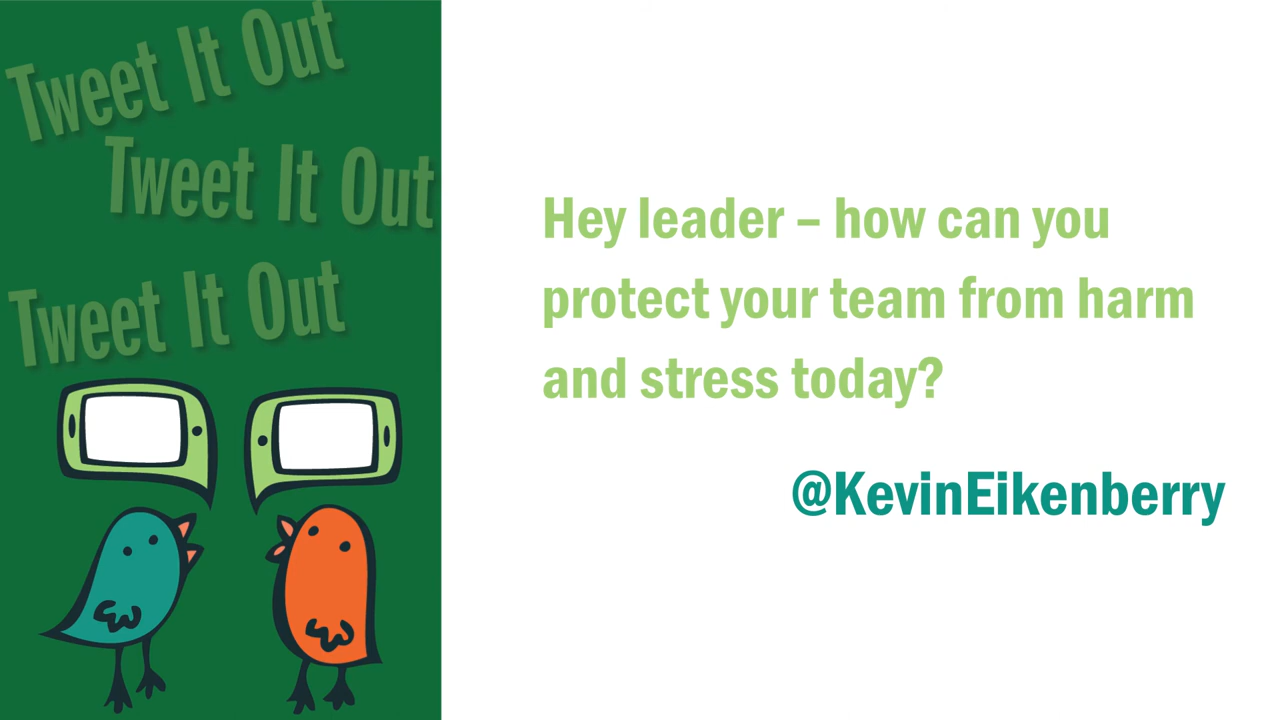 Tweet It Out
Tweet It Out
Tweet It Out
Hey leader – how can you
protect your team from harm
and stress today?
@KevinEikenberry